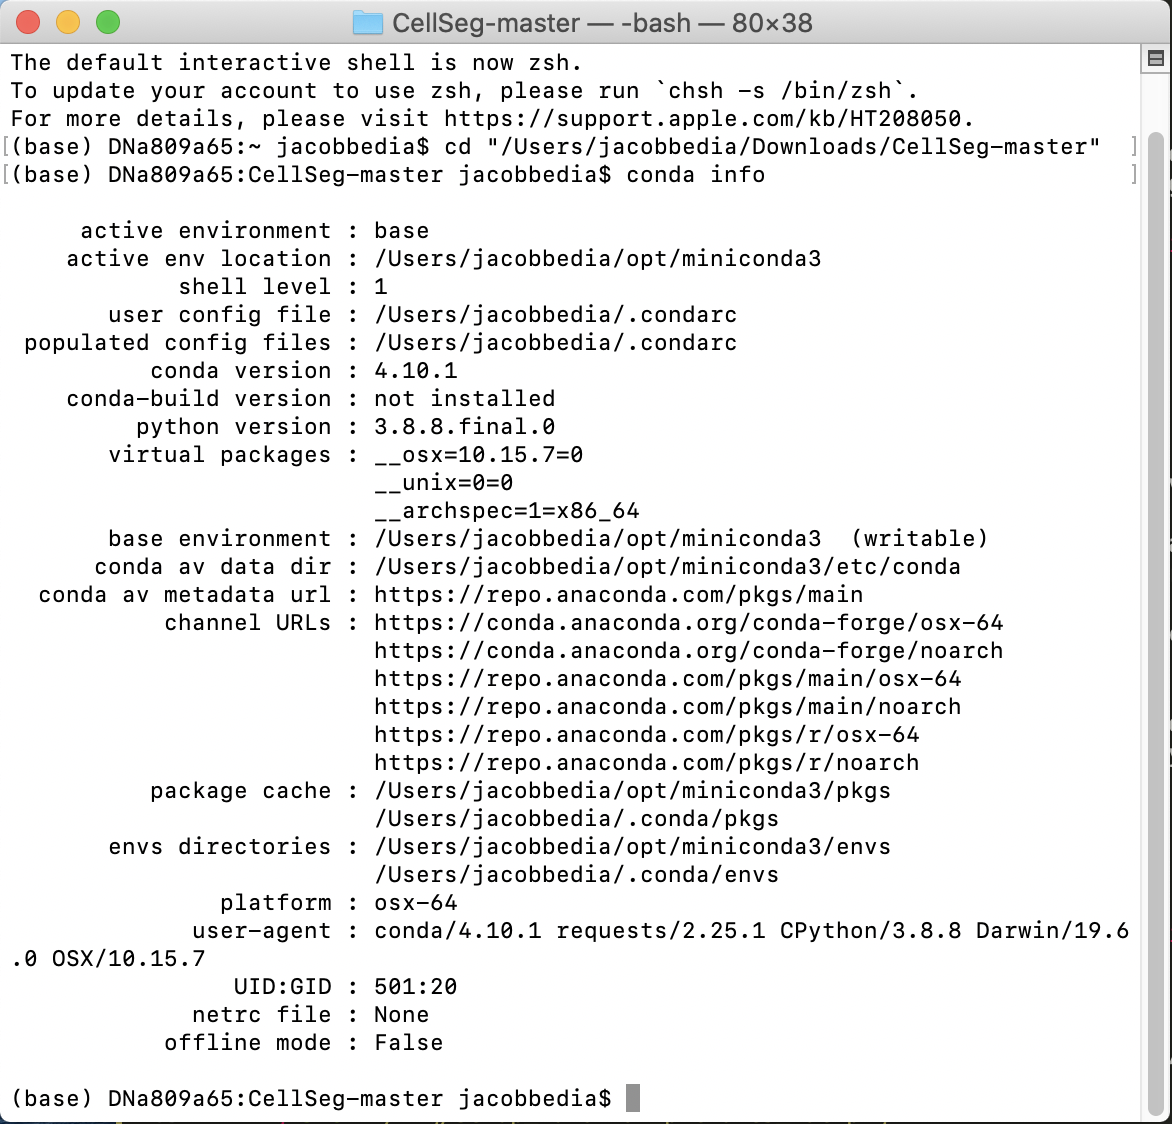 CellSeg-master — -bash — 80×38
The default interactive shell is now zsh.
To update your account to use zsh, please run `chsh -s /bin/zsh`.
For more details, please visit https://support.apple.com/kb/HT208050.
[(base) DNa809a65:~ jacobbedia$ cd "/Users/jacobbedia/Downloads/CellSeg-master" ]
[(base) DNa809a65:CellSeg-master jacobbedia$ conda info ]
active environment : base
active env location : /Users/jacobbedia/opt/miniconda3
shell level : 1
user config file : /Users/jacobbedia/.condarc
populated config files : /Users/jacobbedia/.condarc
conda version : 4.10.1
conda-build version : not installed
python version : 3.8.8.final.0
virtual packages : __osx=10.15.7=0
__unix=0=0
__archspec=1=x86_64
base environment : /Users/jacobbedia/opt/miniconda3  (writable)
conda av data dir : /Users/jacobbedia/opt/miniconda3/etc/conda
conda av metadata url : https://repo.anaconda.com/pkgs/main
channel URLs : https://conda.anaconda.org/conda-forge/osx-64
https://conda.anaconda.org/conda-forge/noarch
https://repo.anaconda.com/pkgs/main/osx-64
https://repo.anaconda.com/pkgs/main/noarch
https://repo.anaconda.com/pkgs/r/osx-64
https://repo.anaconda.com/pkgs/r/noarch
package cache : /Users/jacobbedia/opt/miniconda3/pkgs
/Users/jacobbedia/.conda/pkgs
envs directories : /Users/jacobbedia/opt/miniconda3/envs
/Users/jacobbedia/.conda/envs
platform : osx-64
user-agent : conda/4.10.1 requests/2.25.1 CPython/3.8.8 Darwin/19.6
.0 OSX/10.15.7
UID:GID : 501:20
netrc file : None
offline mode : False
(base) DNa809a65:CellSeg-master jacobbedia$